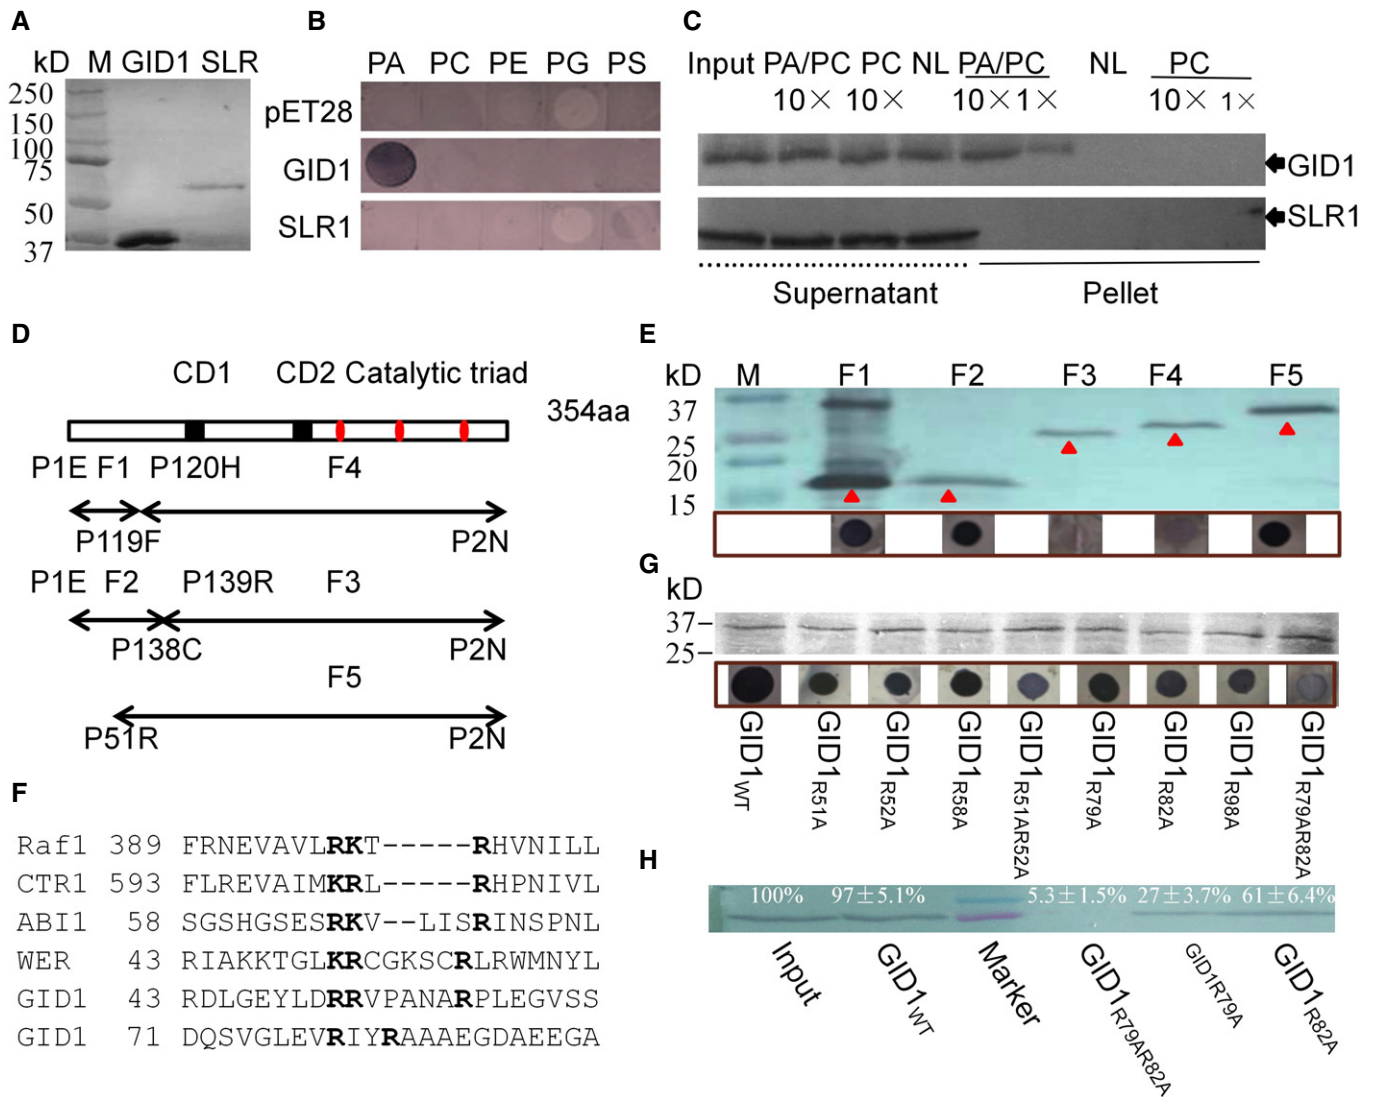 A
kD M GID1 SLR
250
150
100
75
50
37
B
PA PC PE PG PS
pET28
GID1
SLR1
C
Input PA/PC PC NL PA/PC NL PC
10× 10× 10× 1× 10× 1×
GID1
SLR1
Supernatant Pellet
D
CD1 CD2 Catalytic triad
354aa
P1E F1 P120H F4
P119F P2N
P1E F2 P139R F3
P138C P2N
F5
P51R P2N
E
kD M F1 F2 F3 F4 F5
37
25
20
15
F
Raf1 389 FRNEVAVLRKT-----RHVNILL
CTR1 593 FLREVAIMKRL-----RHPNIVL
ABI1 58 SGSHGSESRKV--LISRINSPNL
WER 43 RIAKKTGLKRCGKSCRLRWMNYL
GID1 43 RDLGEYLDRRVPANARPLEGVSS
GID1 71 DQSVGLEVRIYRAAAEGDAEEGA
G
kD
37
25
GID1WT GID1R51A GID1R52A GID1R58A GID1R51AR52A GID1R79A GID1R82A GID1R98A GID1R79AR82A
H
100% 97±5.1% 5.3±1.5% 27±3.7% 61±6.4%
Input GID1WT Marker GID1R79AR82A GID1R79A GID1R82A